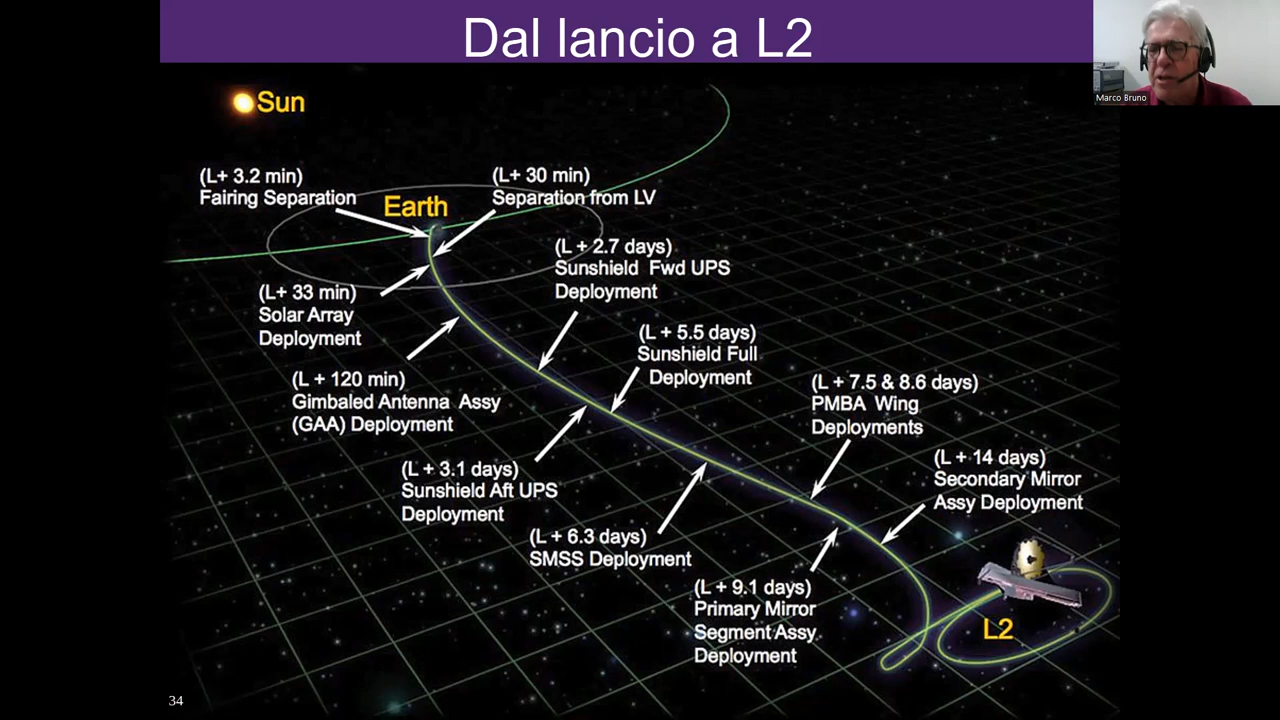 Dal lancio a L2
Marco Bruno
Sun
(L+ 3.2 min)
Fairing Separation
(L+ 30 min)
Separation from LV
Earth
(L + 2.7 days)
Sunshield Fwd UPS
Deployment
(L+ 33 min)
Solar Array
Deployment
(L + 5.5 days)
Sunshield Full
Deployment
(L + 120 min)
Gimbaled Antenna Assy
(GAA) Deployment
(L + 7.5 & 8.6 days)
PMBA Wing
Deployments
(L + 3.1 days)
Sunshield Aft UPS
Deployment
(L + 14 days)
Secondary Mirror
Assy Deployment
(L + 6.3 days)
SMSS Deployment
(L + 9.1 days)
Primary Mirror
Segment Assy
Deployment
L2
34